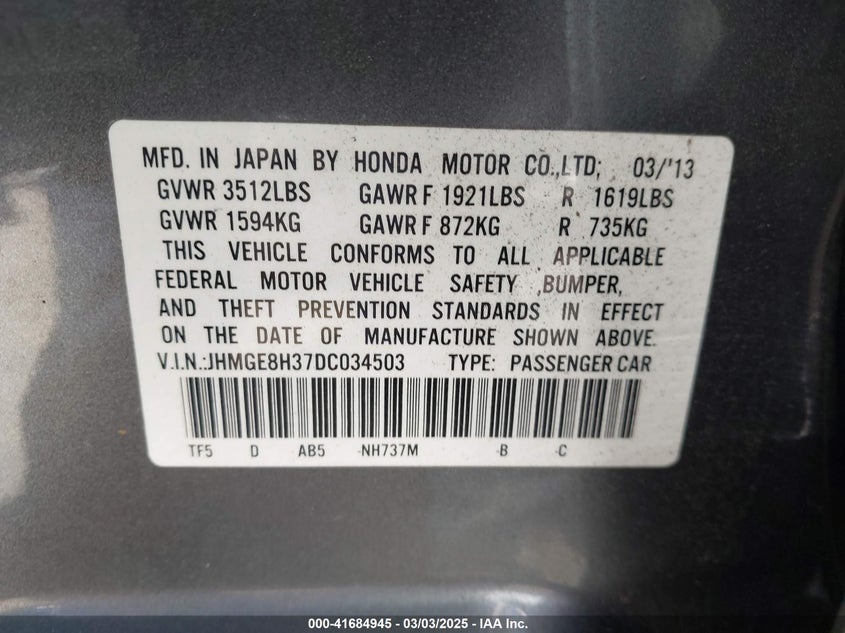 MFD. IN JAPAN BY HONDA MOTOR CO.,LTD; 03/'13
GVWR 3512LBS GAWR F 1921LBS R 1619LBS
GVWR 1594KG GAWR F 872KG R 735KG
THIS VEHICLE CONFORMS TO ALL APPLICABLE
FEDERAL MOTOR VEHICLE SAFETY ,BUMPER,
AND THEFT PREVENTION STANDARDS IN EFFECT
ON THE DATE OF MANUFACTURE SHOWN ABOVE.
V.I.N.:JHMGE8H37DC034503 TYPE: PASSENGER CAR
TF5 D AB5 -NH737M -B -C
000-41684945 | 03/03/2025 - IAA Inc.